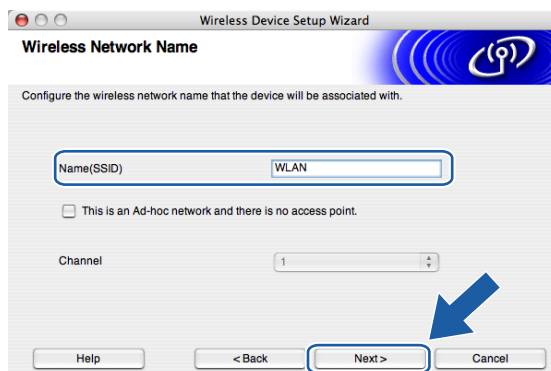 Wireless Device Setup Wizard
Wireless Network Name
Configure the wireless network name that the device will be associated with.
Name(SSID) WLAN
This is an Ad-hoc network and there is no access point.
Channel 1
Help < Back Next > Cancel